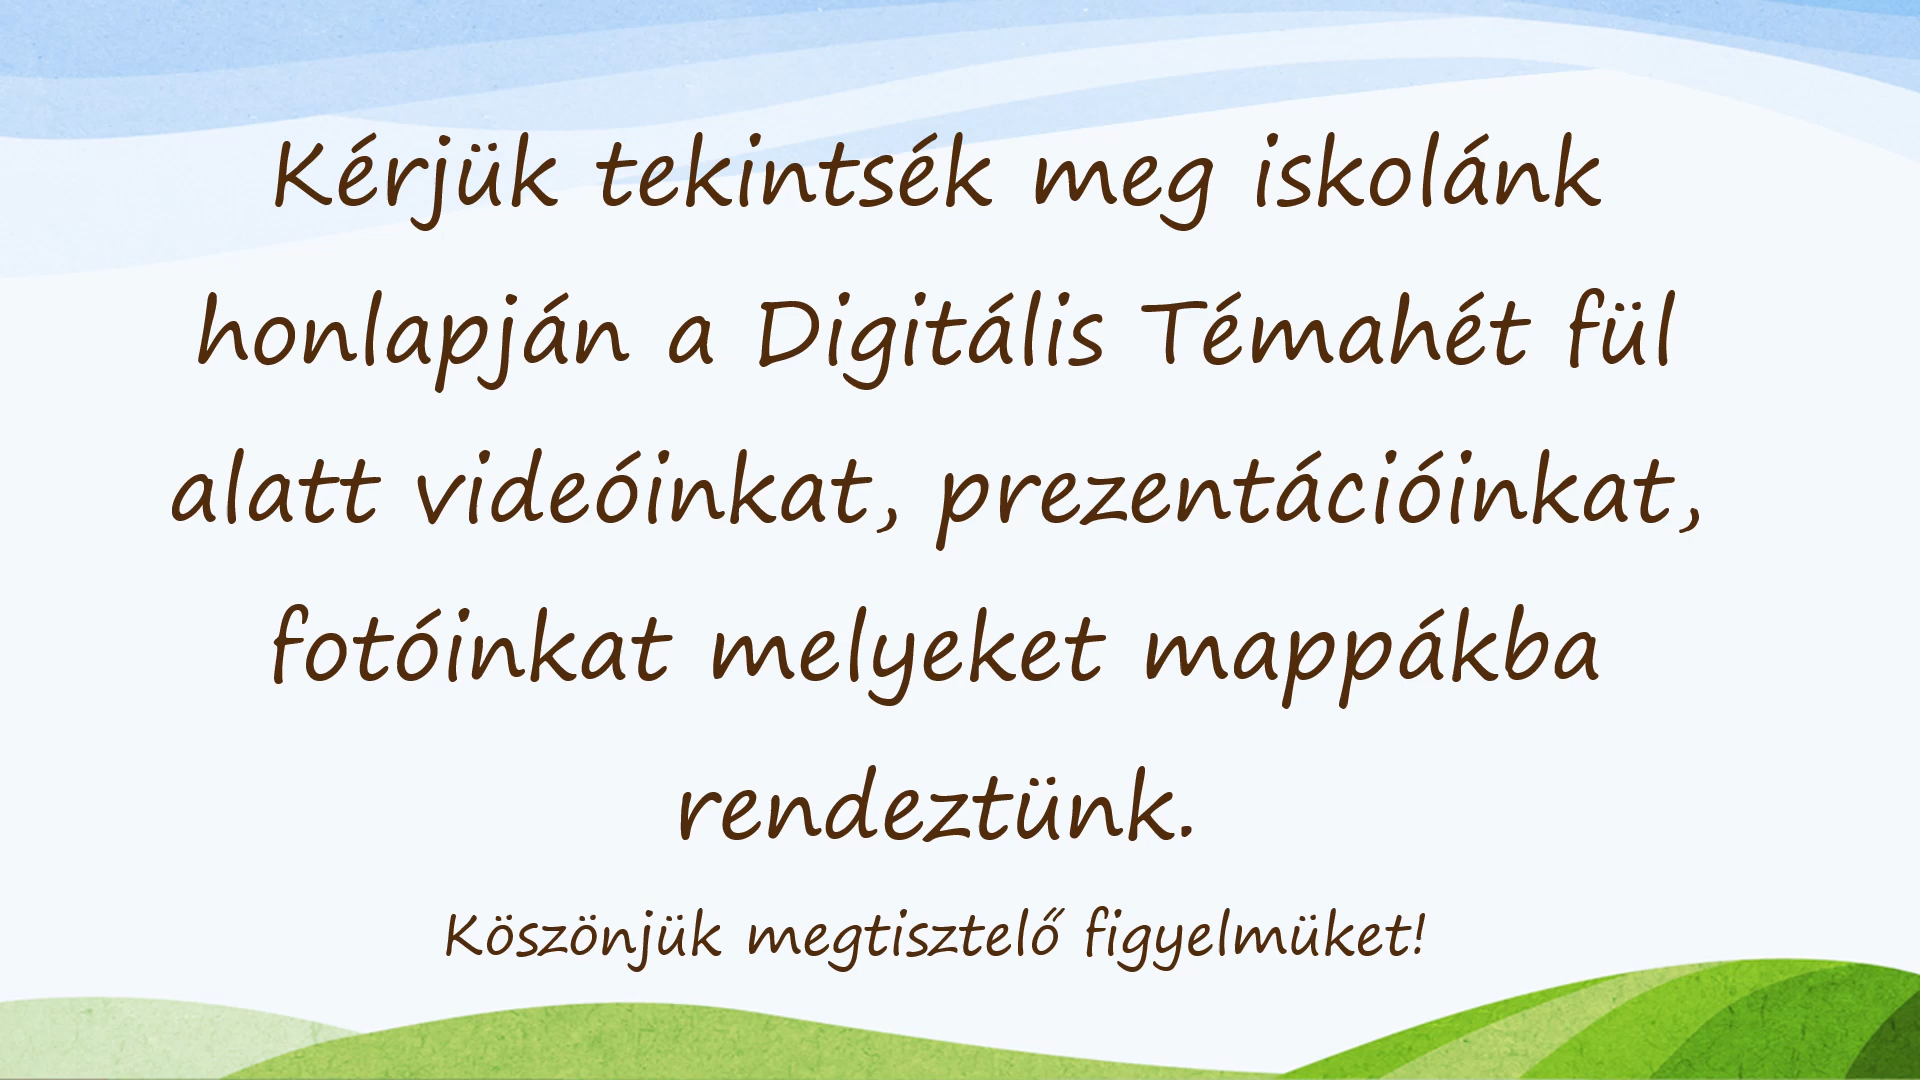 Kérjük tekintsék meg iskolánk
honlapján a Digitális Témahét fül
alatt videóinkat, prezentációinkat,
fotóinkat melyeket mappákba
rendeztünk.
Köszönjük megtisztelő figyelmüket!